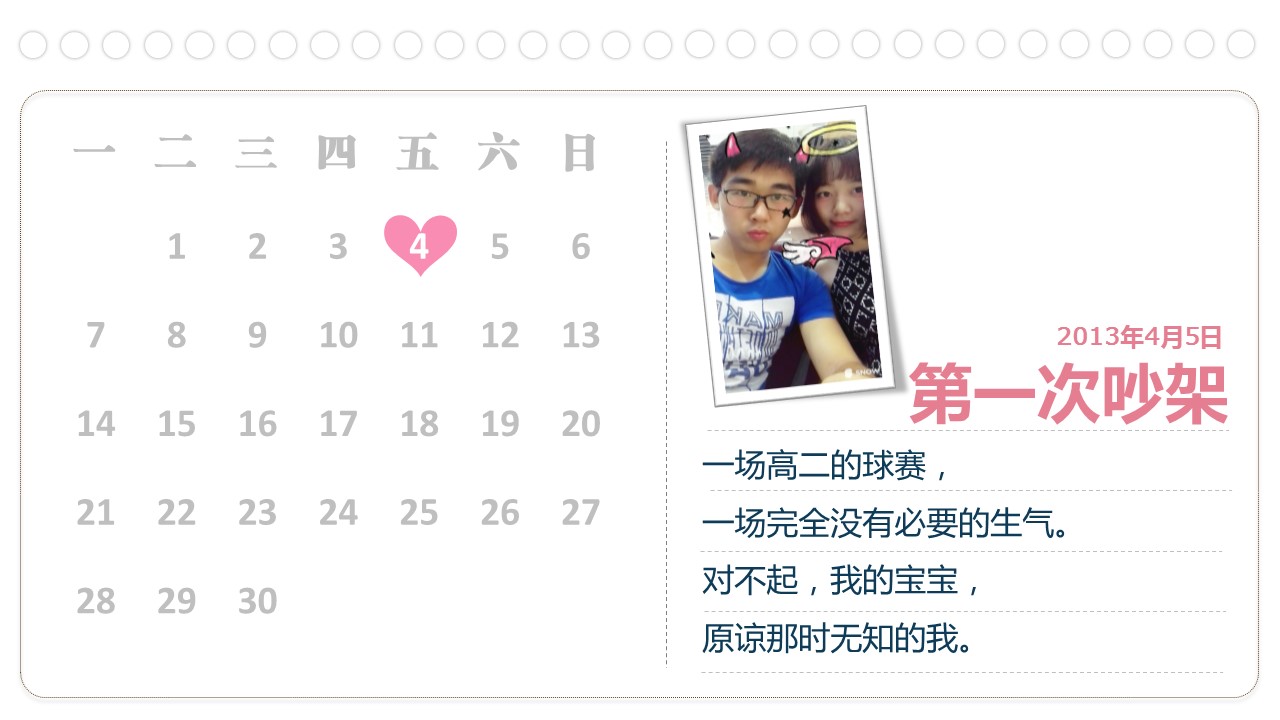 一 二 三 四 五 六 日
1 2 3 4 5 6
7 8 9 10 11 12 13
14 15 16 17 18 19 20
21 22 23 24 25 26 27
28 29 30
SNOW
2013年4月5日
第一次吵架
一场高二的球赛，
一场完全没有必要的生气。
对不起，我的宝宝，
原谅那时无知的我。